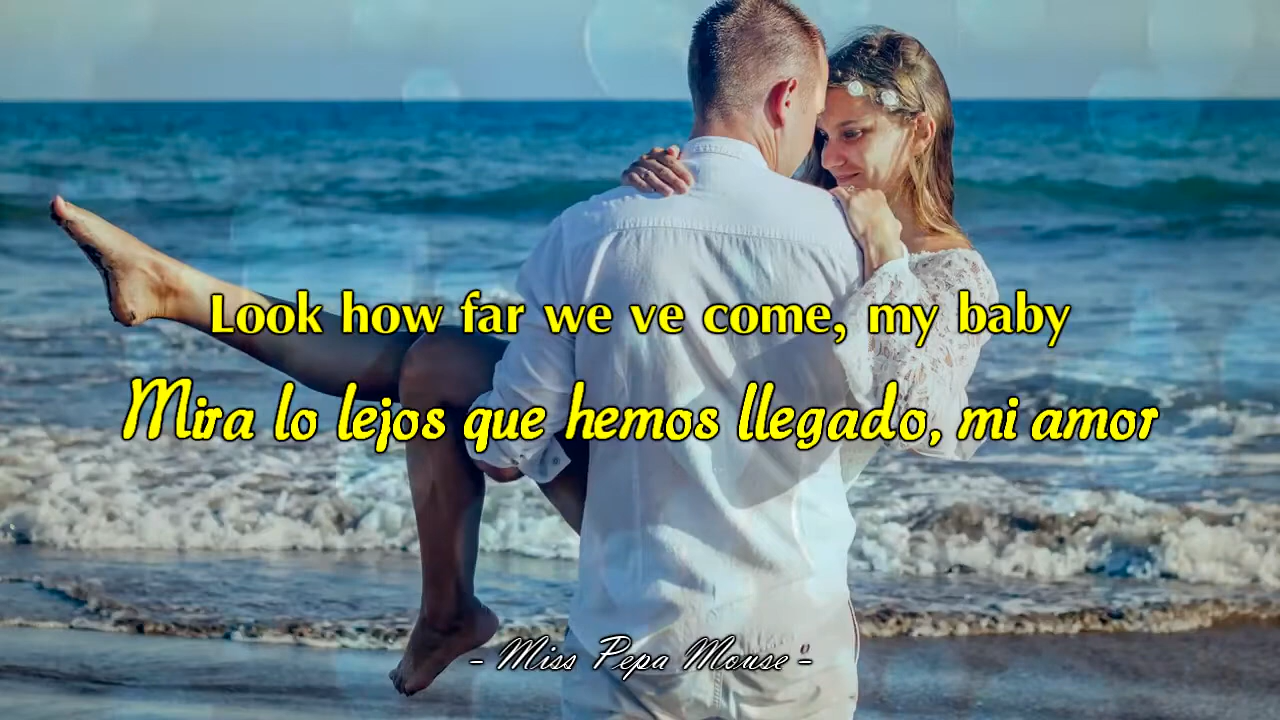 Look how far we ve come, my baby
Mira lo lejos que hemos llegado, mi amor
- Miss Pepa Mouse -